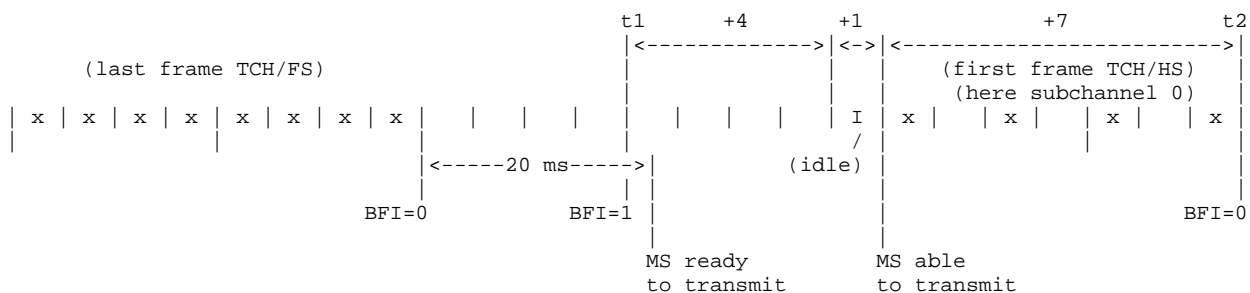 t1 +4 +1 +7 t2
|<------------->|<->|<------------------------>|
(last frame TCH/FS) (first frame TCH/HS)
(here subchannel 0)
| x | x | x | x | x | x | x | x | | | | | | | | I | x | | x | | x | | x |
|<-----20 ms----->| (idle)
BFI=0 BFI=1 BFI=0
MS ready MS able
to transmit to transmit